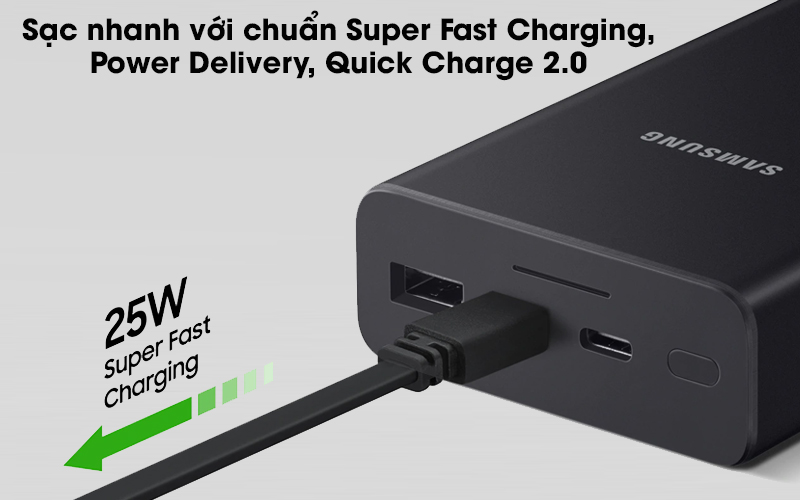 Sạc nhanh với chuẩn Super Fast Charging,
Power Delivery, Quick Charge 2.0
SAMSUNG
25W
Super Fast
Charging